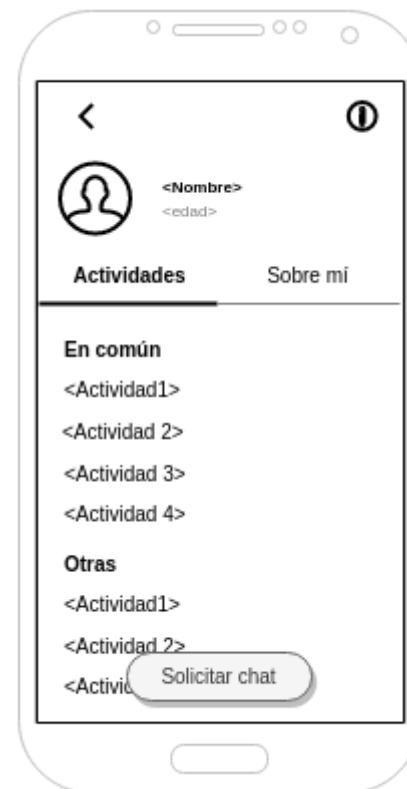 <Nombre>
<edad>
Actividades Sobre mí
En común
<Actividad1>
<Actividad 2>
<Actividad 3>
<Actividad 4>
Otras
<Actividad1>
<Actividad 2>
Solicitar chat